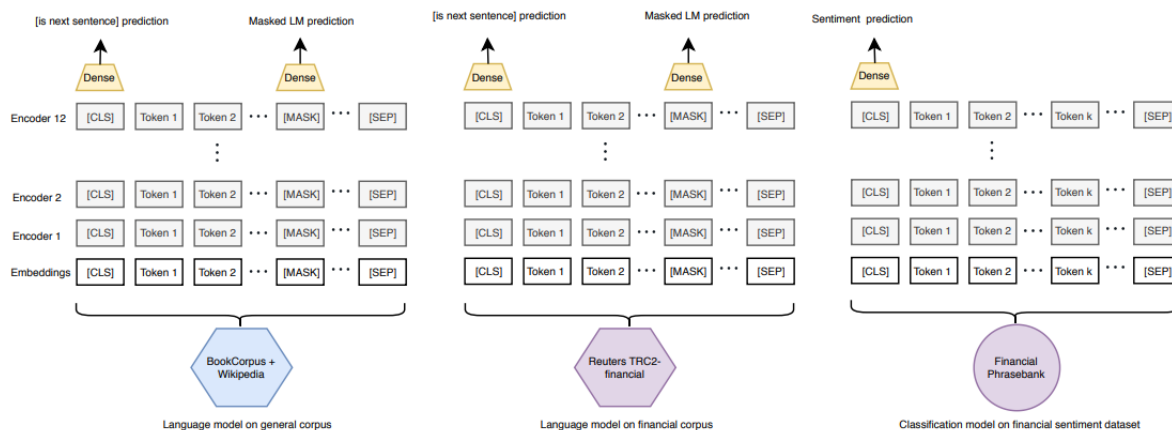 [is next sentence] prediction
Masked LM prediction
Dense
Dense
Encoder 12
[CLS]
Token 1
Token 2
...
[MASK]
...
[SEP]
Encoder 2
[CLS]
Token 1
Token 2
...
[MASK]
...
[SEP]
Encoder 1
[CLS]
Token 1
Token 2
...
[MASK]
...
[SEP]
Embeddings
[CLS]
Token 1
Token 2
...
[MASK]
...
[SEP]
BookCorpus +
Wikipedia
Language model on general corpus
[is next sentence] prediction
Masked LM prediction
Dense
Dense
[CLS]
Token 1
Token 2
...
[MASK]
...
[SEP]
[CLS]
Token 1
Token 2
...
[MASK]
...
[SEP]
[CLS]
Token 1
Token 2
...
[MASK]
...
[SEP]
[CLS]
Token 1
Token 2
...
[MASK]
...
[SEP]
Reuters TRC2-
financial
Language model on financial corpus
Sentiment prediction
Dense
[CLS]
Token 1
Token 2
...
Token k
...
[SEP]
[CLS]
Token 1
Token 2
...
Token k
...
[SEP]
[CLS]
Token 1
Token 2
...
Token k
...
[SEP]
[CLS]
Token 1
Token 2
...
Token k
...
[SEP]
Financial
Phrasebank
Classification model on financial sentiment dataset